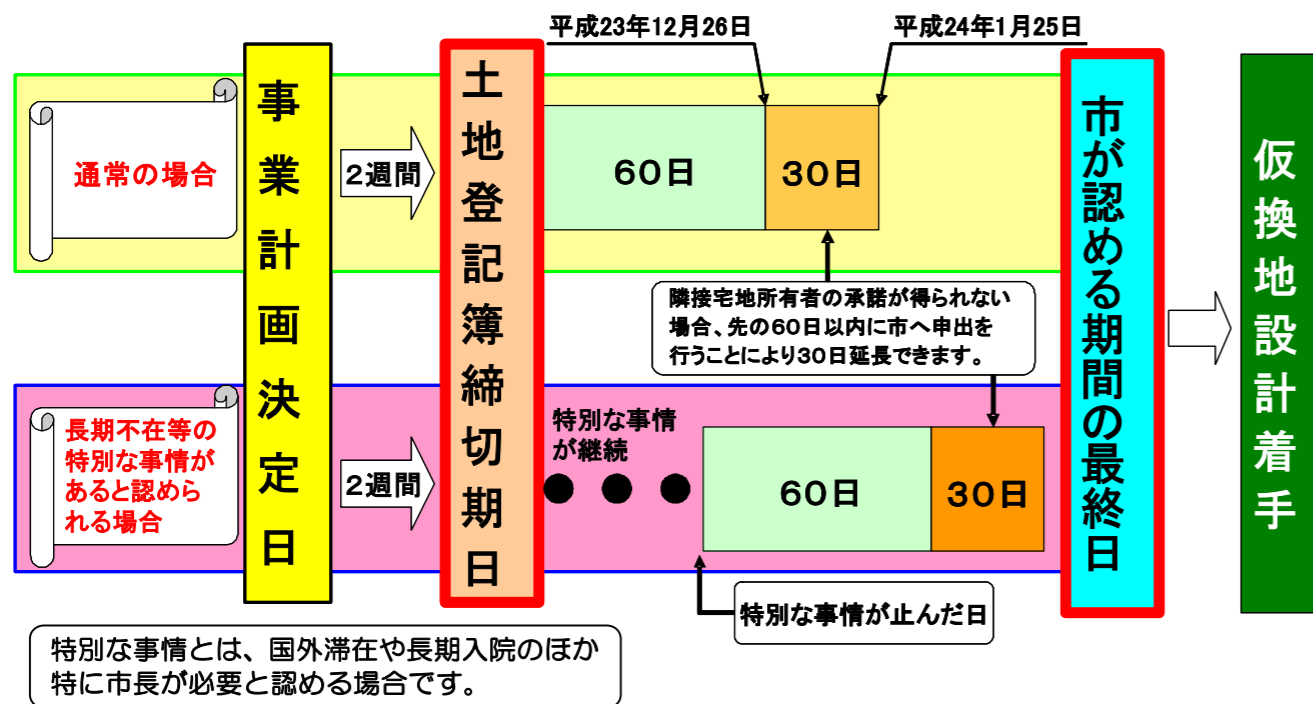 平成23年12月26日
平成24年1月25日
通常の場合
事業計画決定日
2週間
土地登記簿締切期日
60日
30日
市が認める期間の最終日
仮換地設計着手
隣接宅地所有者の承諾が得られない
場合、先の60日以内に市へ申出を
行うことにより30日延長できます。
長期不在等の
特別な事情が
あると認めら
れる場合
2週間
特別な事情
が継続
60日
30日
特別な事情が止んだ日
特別な事情とは、国外滞在や長期入院のほか
特に市長が必要と認める場合です。